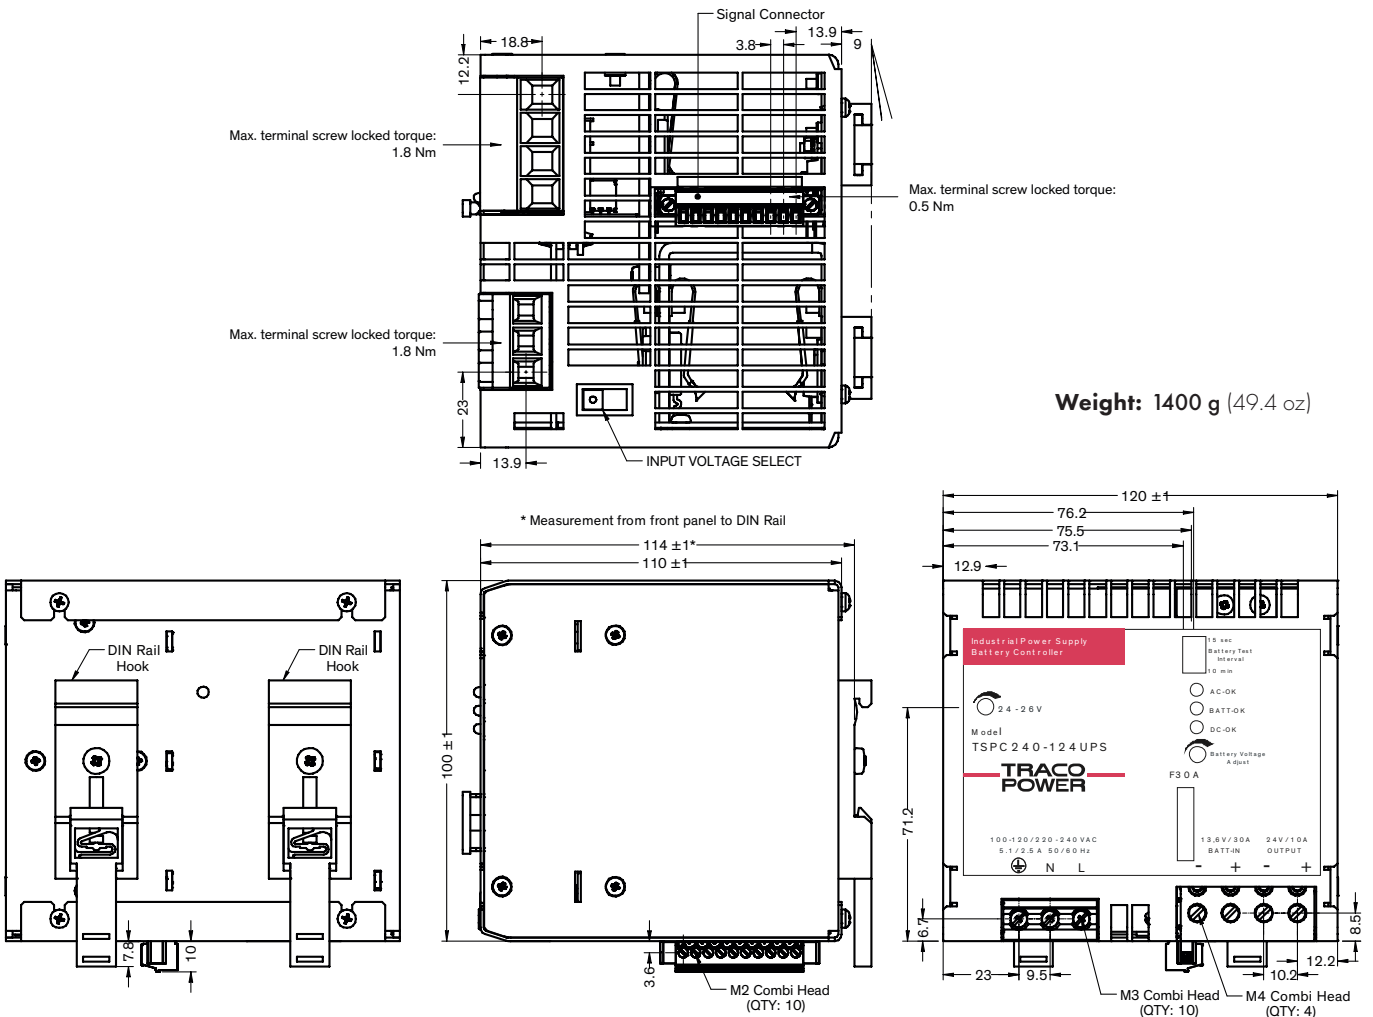 Signal Connector
18.8
13.9
3.8
9
12.2
Max. terminal screw locked torque:
1.8 Nm
Max. terminal screw locked torque:
0.5 Nm
Max. terminal screw locked torque:
1.8 Nm
23
13.9
INPUT VOLTAGE SELECT
Weight: 1400 g (49.4 oz)
* Measurement from front panel to DIN Rail
DIN Rail
Hook
DIN Rail
Hook
7.8
10
114 ±1*
110 ±1
100 ±1
3.6
M2 Combi Head
(QTY: 10)
120 ±1
76.2
75.5
73.1
12.9
Industrial Power Supply
Battery Controller
15 sec
Battery Test
Interval
10 min
AC-OK
24-26V
BATT-OK
DC-OK
Model
TSPC240-124UPS
Battery Voltage
Adjust
TRACO
POWER
F30A
71.2
100-120/220-240VAC
5.1/2.5 A 50/60 Hz
13,6V/30A
BATT-IN
24V/10A
OUTPUT
N L
- + - +
6.7
8.5
23
9.5
10.2
12.2
M3 Combi Head
(QTY: 10)
M4 Combi Head
(QTY: 4)